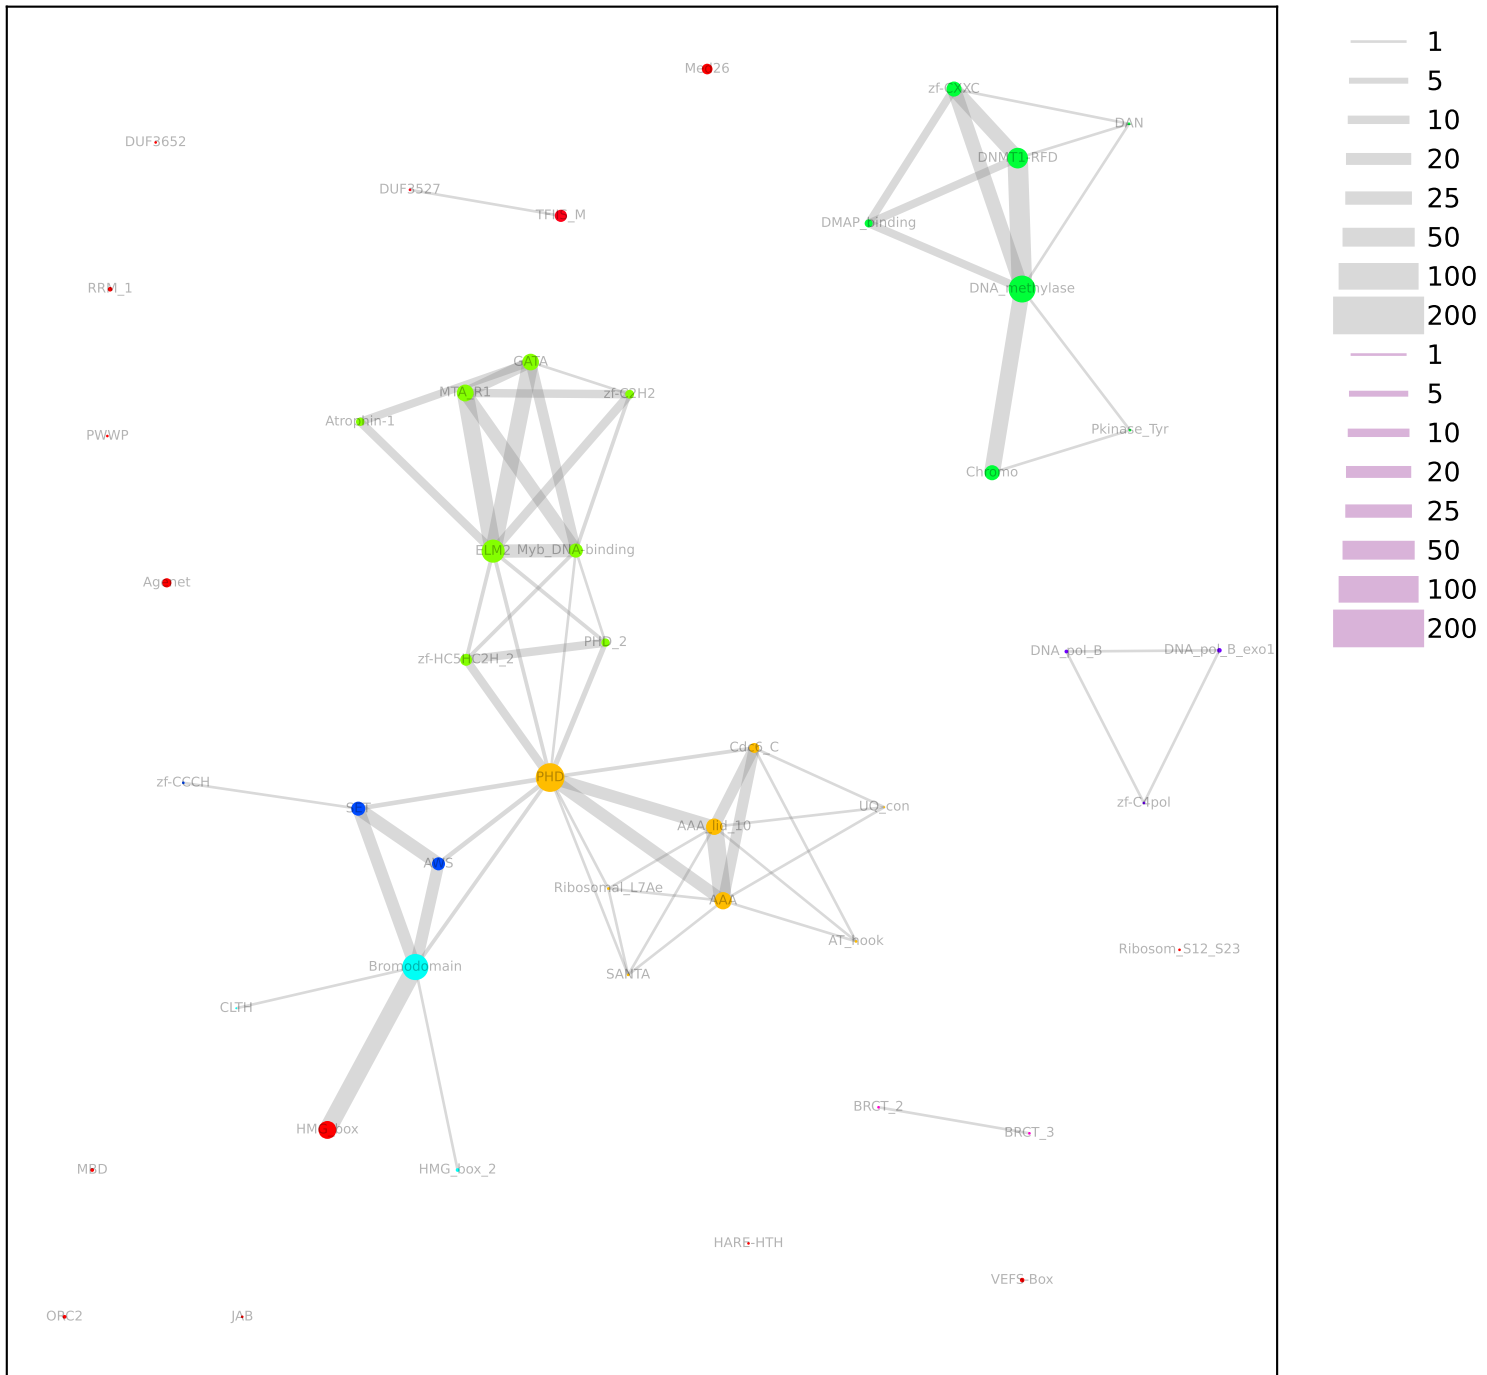 Med26
zf-CXXC
DAN
DUF3652
DNMT1-RFD
DUF3527
TFIIS_M
DMAP_binding
RRM_1
DNA_methylase
GATA
MTA_R1
zf-C2H2
Atrophin-1
PWWP
Pkinase_Tyr
Chromo
ELM2
Myb_DNA-binding
Agenet
PHD_2
zf-HC5HC2H_2
DNA_pol_B
DNA_pol_B_exo1
Cdc6_C
PHD
zf-CCCH
UQ_con
zf-C4pol
SET
AAA_lid_10
AWS
Ribosomal_L7Ae
AAA
AT_hook
Ribosom_S12_S23
Bromodomain
SANTA
CLTH
BRCT_2
HMG_box
BRCT_3
MBD
HMG_box_2
HARE-HTH
VEFS-Box
ORC2
JAB
1
5
10
20
25
50
100
200
1
5
10
20
25
50
100
200